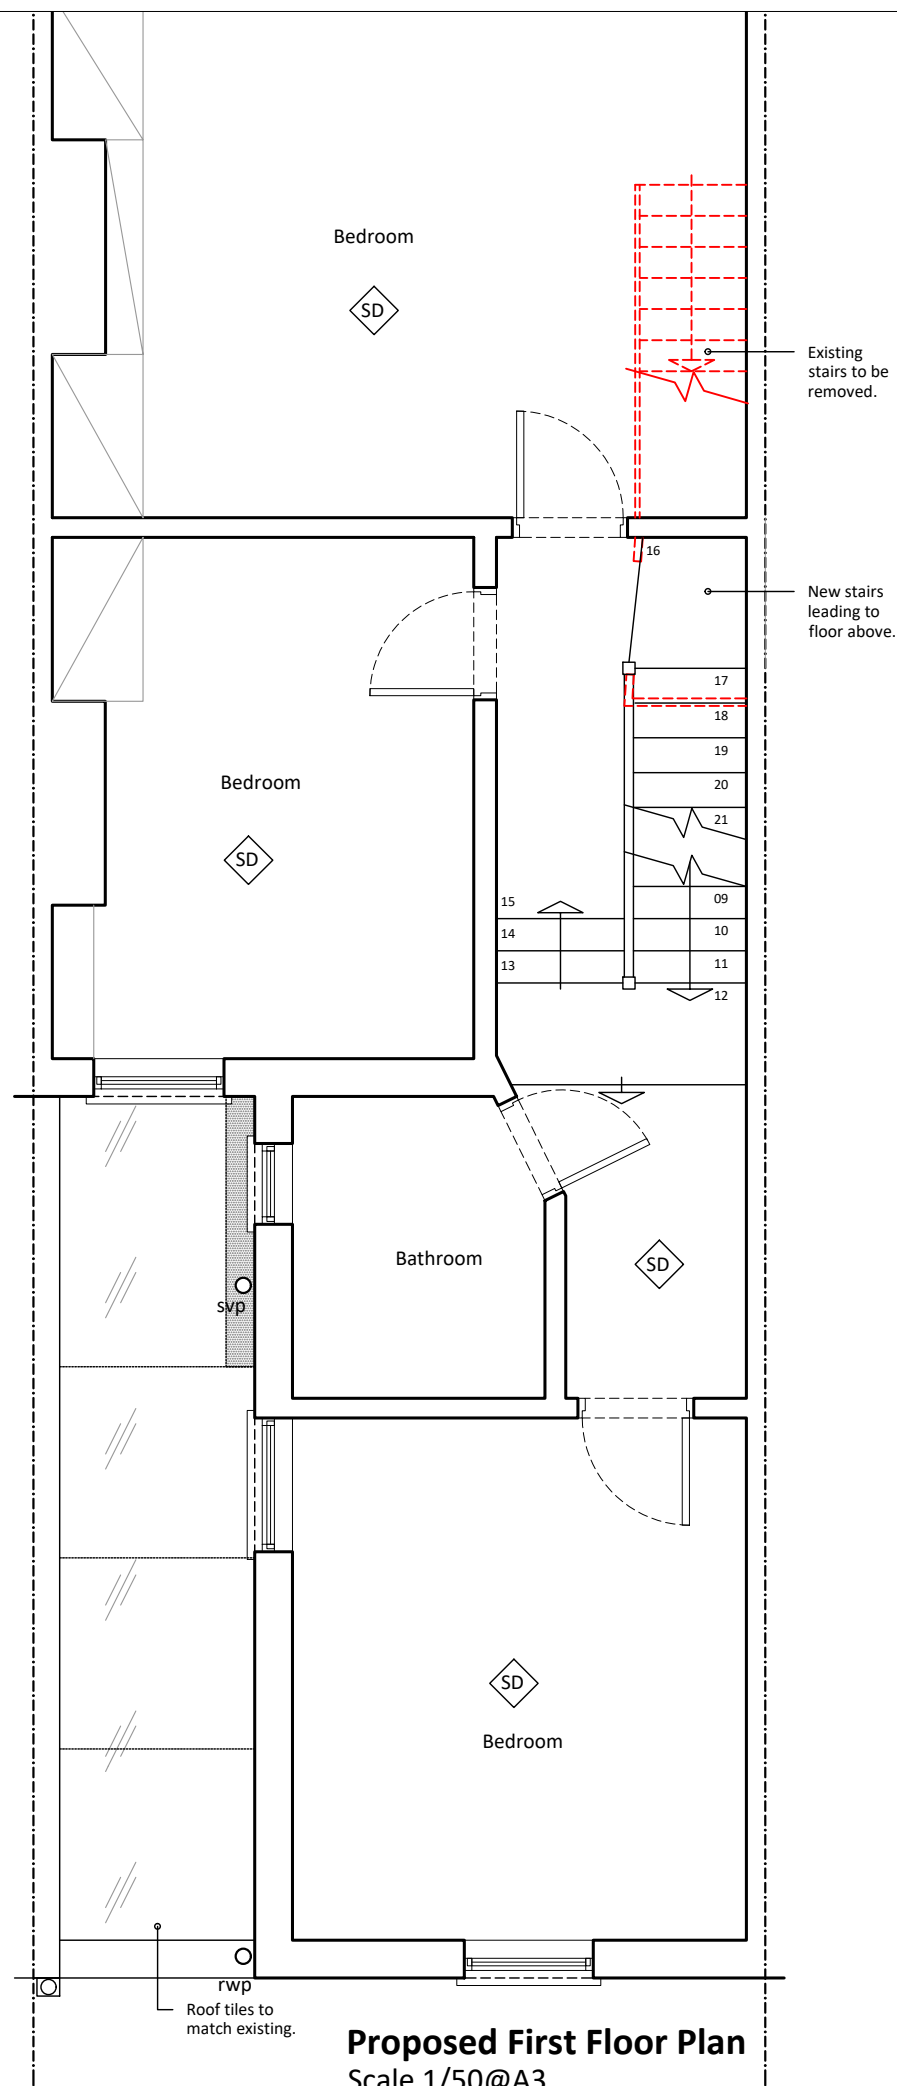 Bedroom
SD
Existing
stairs to be
removed.
16
New stairs
leading to
floor above.
17
18
19
20
21
Bedroom
SD
09
10
11
12
15
14
13
Bathroom
SD
svp
SD
Bedroom
rwp
Roof tiles to
match existing.
Proposed First Floor Plan
Scale 1/50@A3